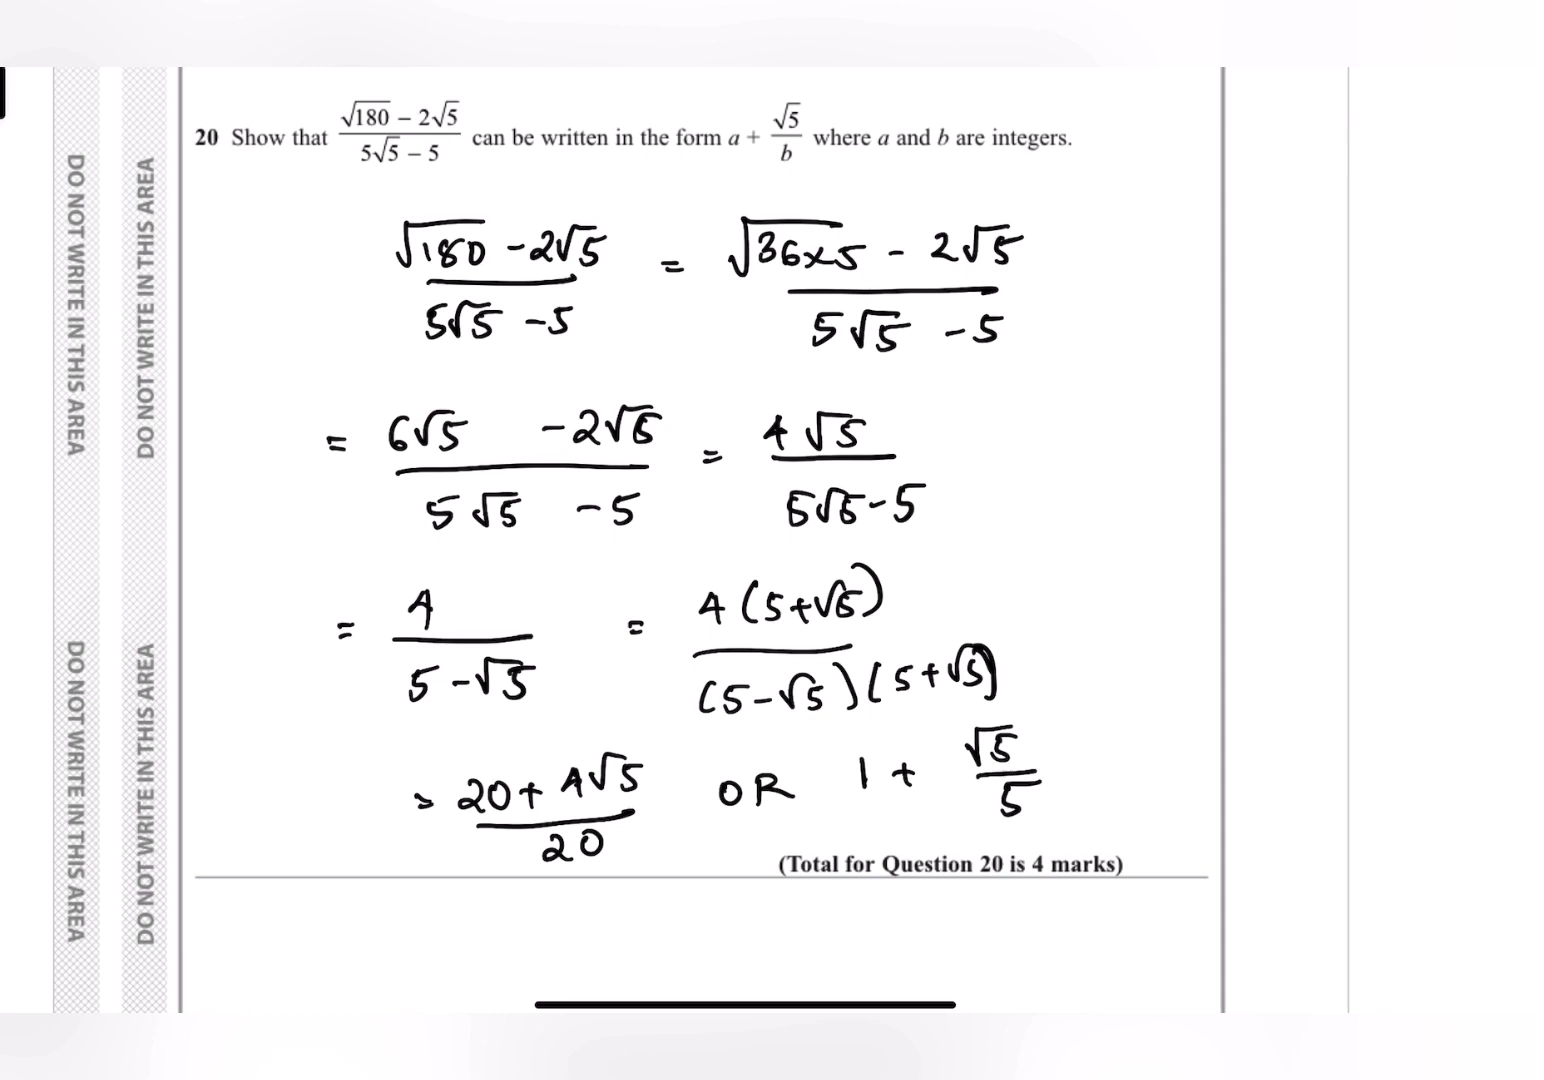 DO NOT WRITE IN THIS AREA
DO NOT WRITE IN THIS AREA
DO NOT WRITE IN THIS AREA
DO NOT WRITE IN THIS AREA
20 Show that (√180 – 2√5)/(5√5 – 5) can be written in the form a + √5/b where a and b are integers.
(√180 - 2√5)/(5√5 - 5) = (√36×5 - 2√5)/(5√5 - 5)
= (6√5 - 2√5)/(5√5 - 5) = 4√5/(5√5 - 5)
= 4/(5 - √5) = 4(5+√5)/((5-√5)(5+√5))
= (20 + 4√5)/20 OR 1 + √5/5
(Total for Question 20 is 4 marks)